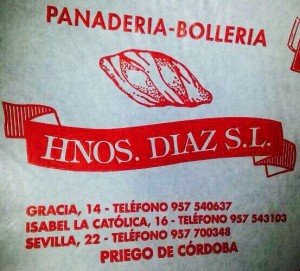 PANADERIA-BOLLERIA
HNOS. DIAZ S.L.
GRACIA, 14 - TELÉFONO 957 540637
ISABEL LA CATÓLICA, 16 - TELÉFONO 957 543103
SEVILLA, 22 - TELÉFONO 957 700348
PRIEGO DE CÓRDOBA